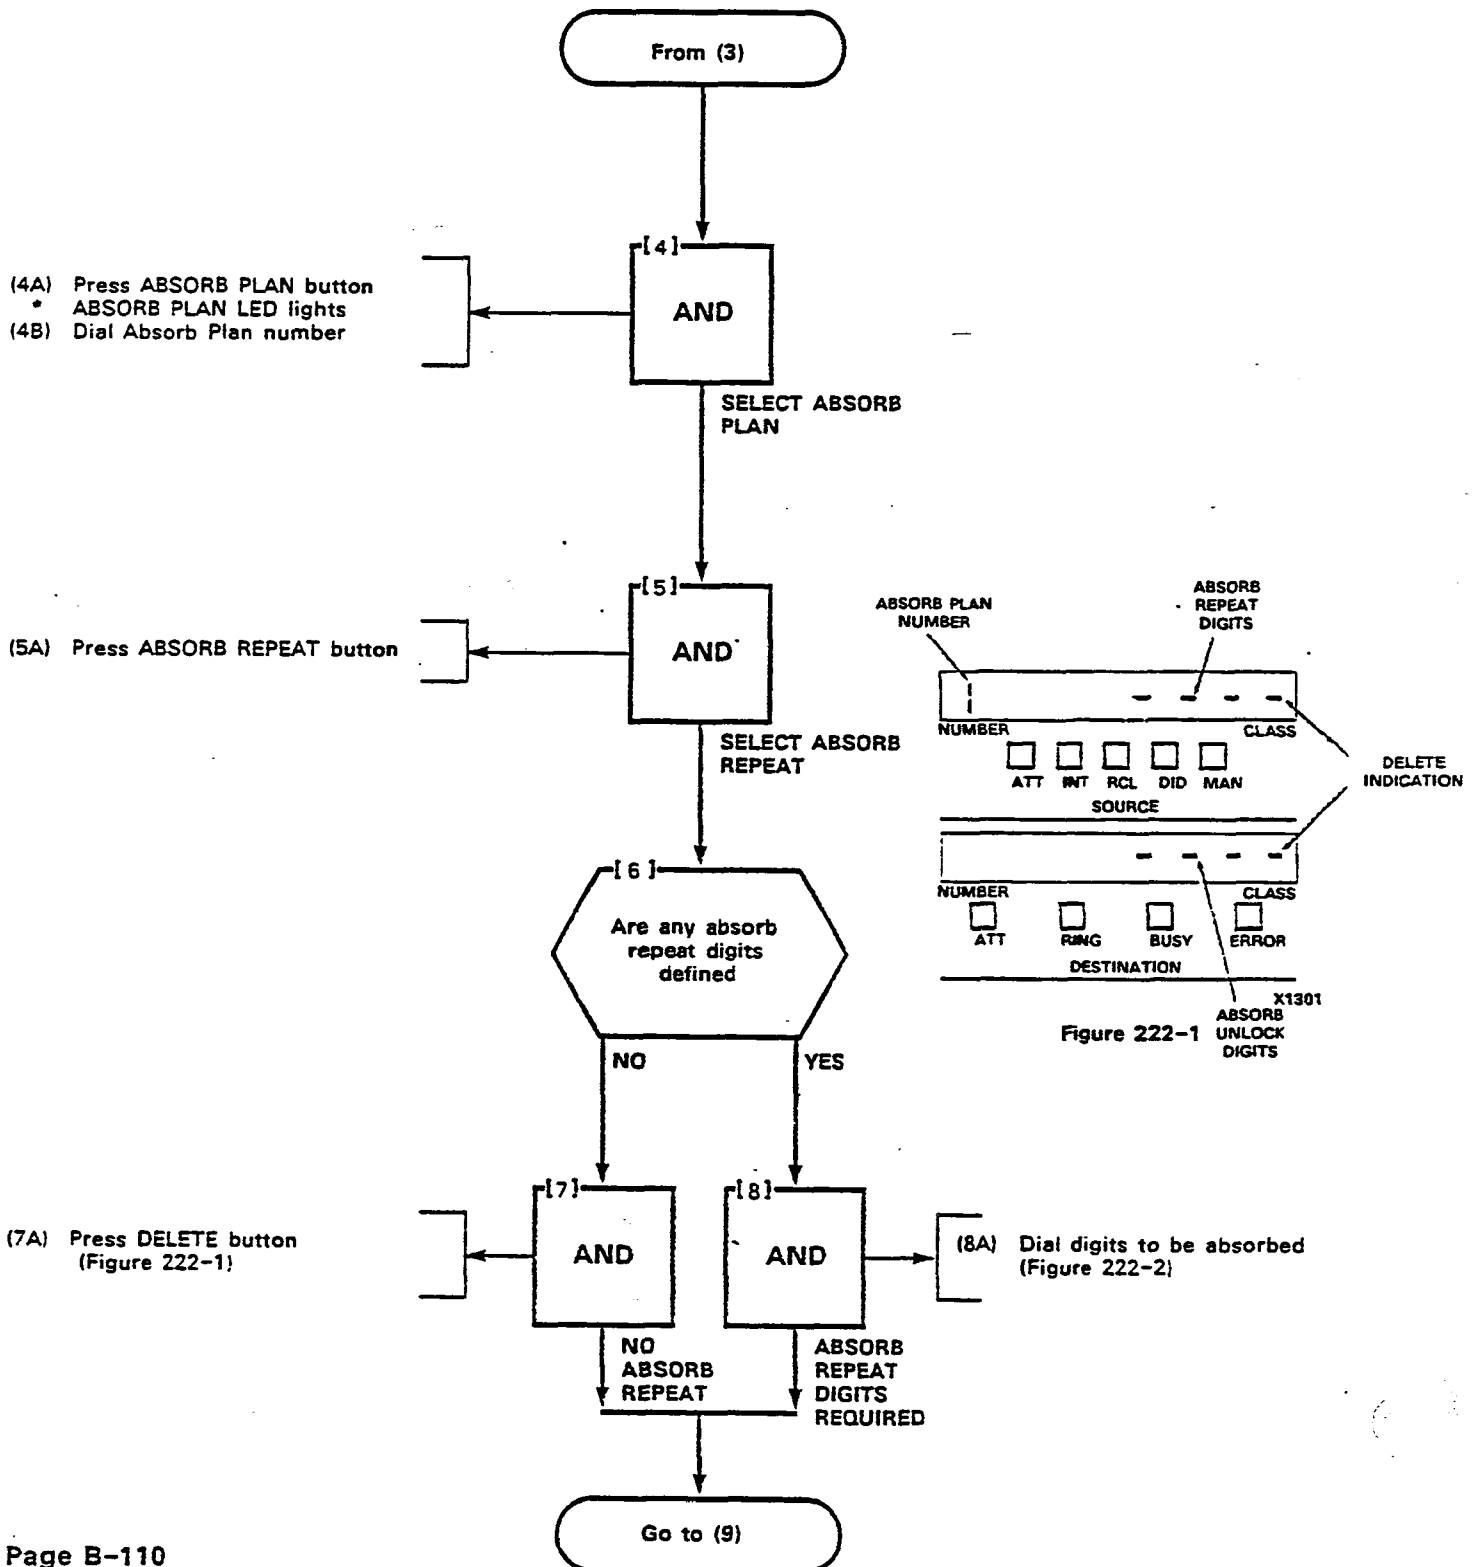 From (3)
[4]
(4A) Press ABSORB PLAN button
* ABSORB PLAN LED lights
(4B) Dial Absorb Plan number
AND
SELECT ABSORB
PLAN
[5]
(5A) Press ABSORB REPEAT button
AND
SELECT ABSORB
REPEAT
ABSORB PLAN
NUMBER
ABSORB
REPEAT
DIGITS
NUMBER
CLASS
ATT INT RCL DID MAN
SOURCE
DELETE
INDICATION
NUMBER
CLASS
ATT RING BUSY ERROR
DESTINATION
X1301
ABSORB
UNLOCK
DIGITS
Figure 222-1
[6]
Are any absorb
repeat digits
defined
NO
YES
[7]
(7A) Press DELETE button
(Figure 222-1)
AND
NO
ABSORB
REPEAT
[8]
AND
(8A) Dial digits to be absorbed
(Figure 222-2)
ABSORB
REPEAT
DIGITS
REQUIRED
Go to (9)
Page B-110